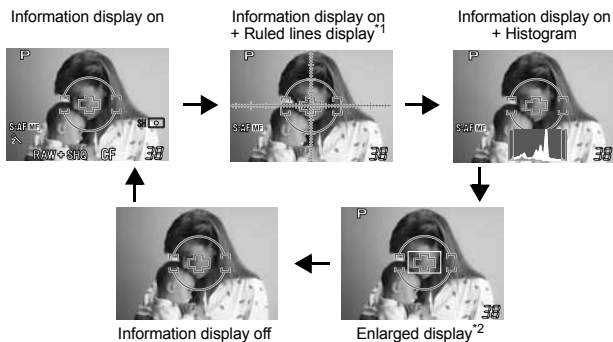 Information display on
Information display on
+ Ruled lines display*1
Information display on
+ Histogram
P
S-AF MF
SH
RAW+SHQ CF 38
P
S-AF MF
38
P
S-AF MF
38
Information display off
P
38
Enlarged display*2